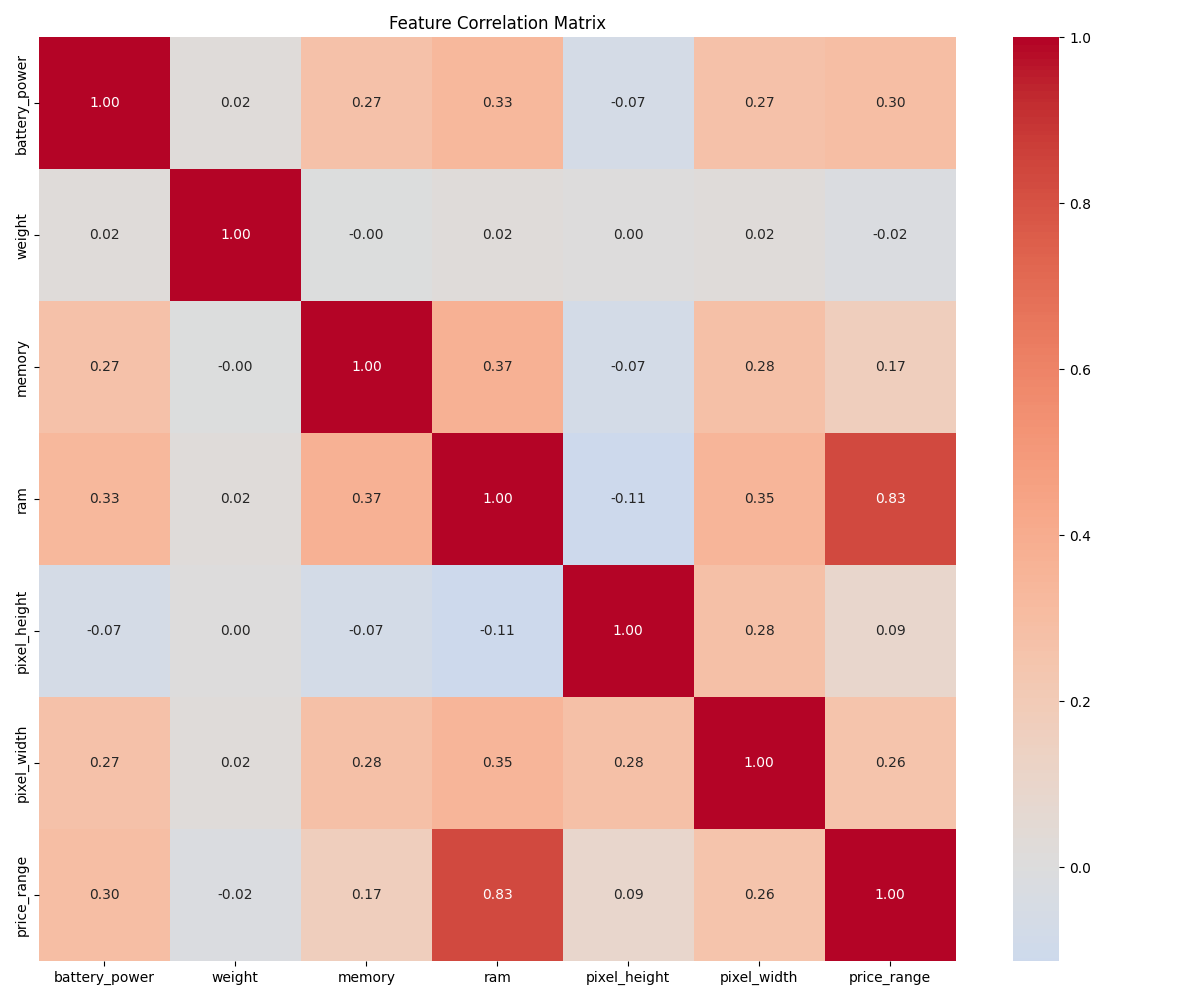 Feature Correlation Matrix
battery_power 1.00 0.02 0.27 0.33 -0.07 0.27 0.30
weight 0.02 1.00 -0.00 0.02 0.00 0.02 -0.02
memory 0.27 -0.00 1.00 0.37 -0.07 0.28 0.17
ram 0.33 0.02 0.37 1.00 -0.11 0.35 0.83
pixel_height -0.07 0.00 -0.07 -0.11 1.00 0.28 0.09
pixel_width 0.27 0.02 0.28 0.35 0.28 1.00 0.26
price_range 0.30 -0.02 0.17 0.83 0.09 0.26 1.00
battery_power weight memory ram pixel_height pixel_width price_range
1.0
0.8
0.6
0.4
0.2
0.0